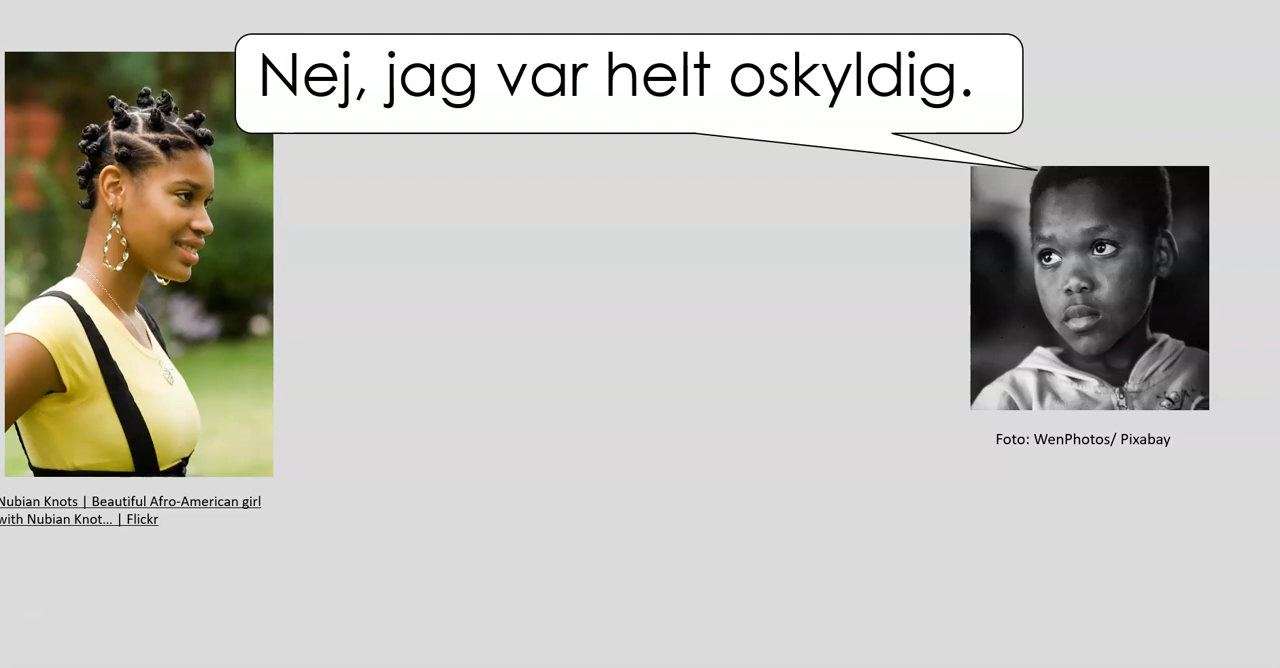 Nej, jag var helt oskyldig.
Foto: WenPhotos/ Pixabay
Nubian Knots | Beautiful Afro-American girl
with Nubian Knot... | Flickr